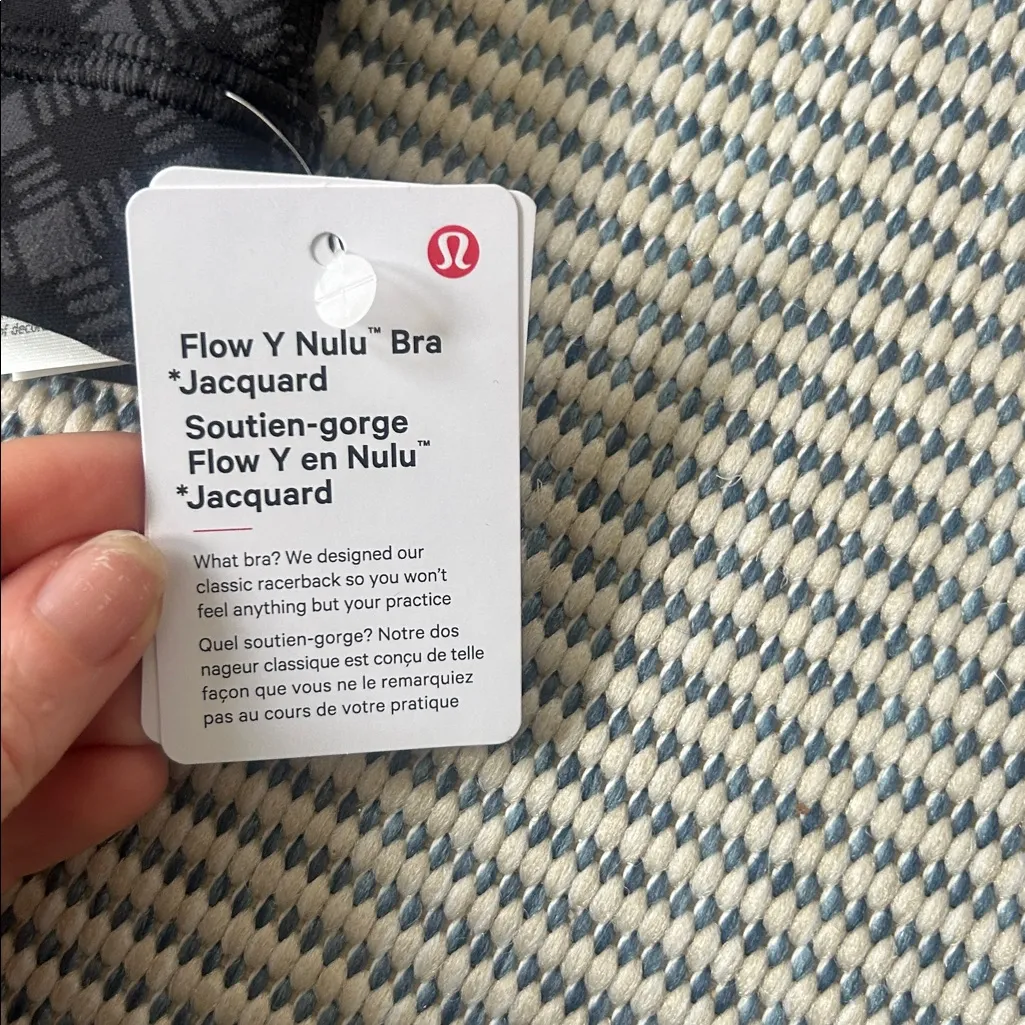 Flow Y Nulu™ Bra
*Jacquard
Soutien-gorge
Flow Y en Nulu™
*Jacquard
What bra? We designed our
classic racerback so you won’t
feel anything but your practice
Quel soutien-gorge? Notre dos
nageur classique est conçu de telle
façon que vous ne le remarquiez
pas au cours de votre pratique